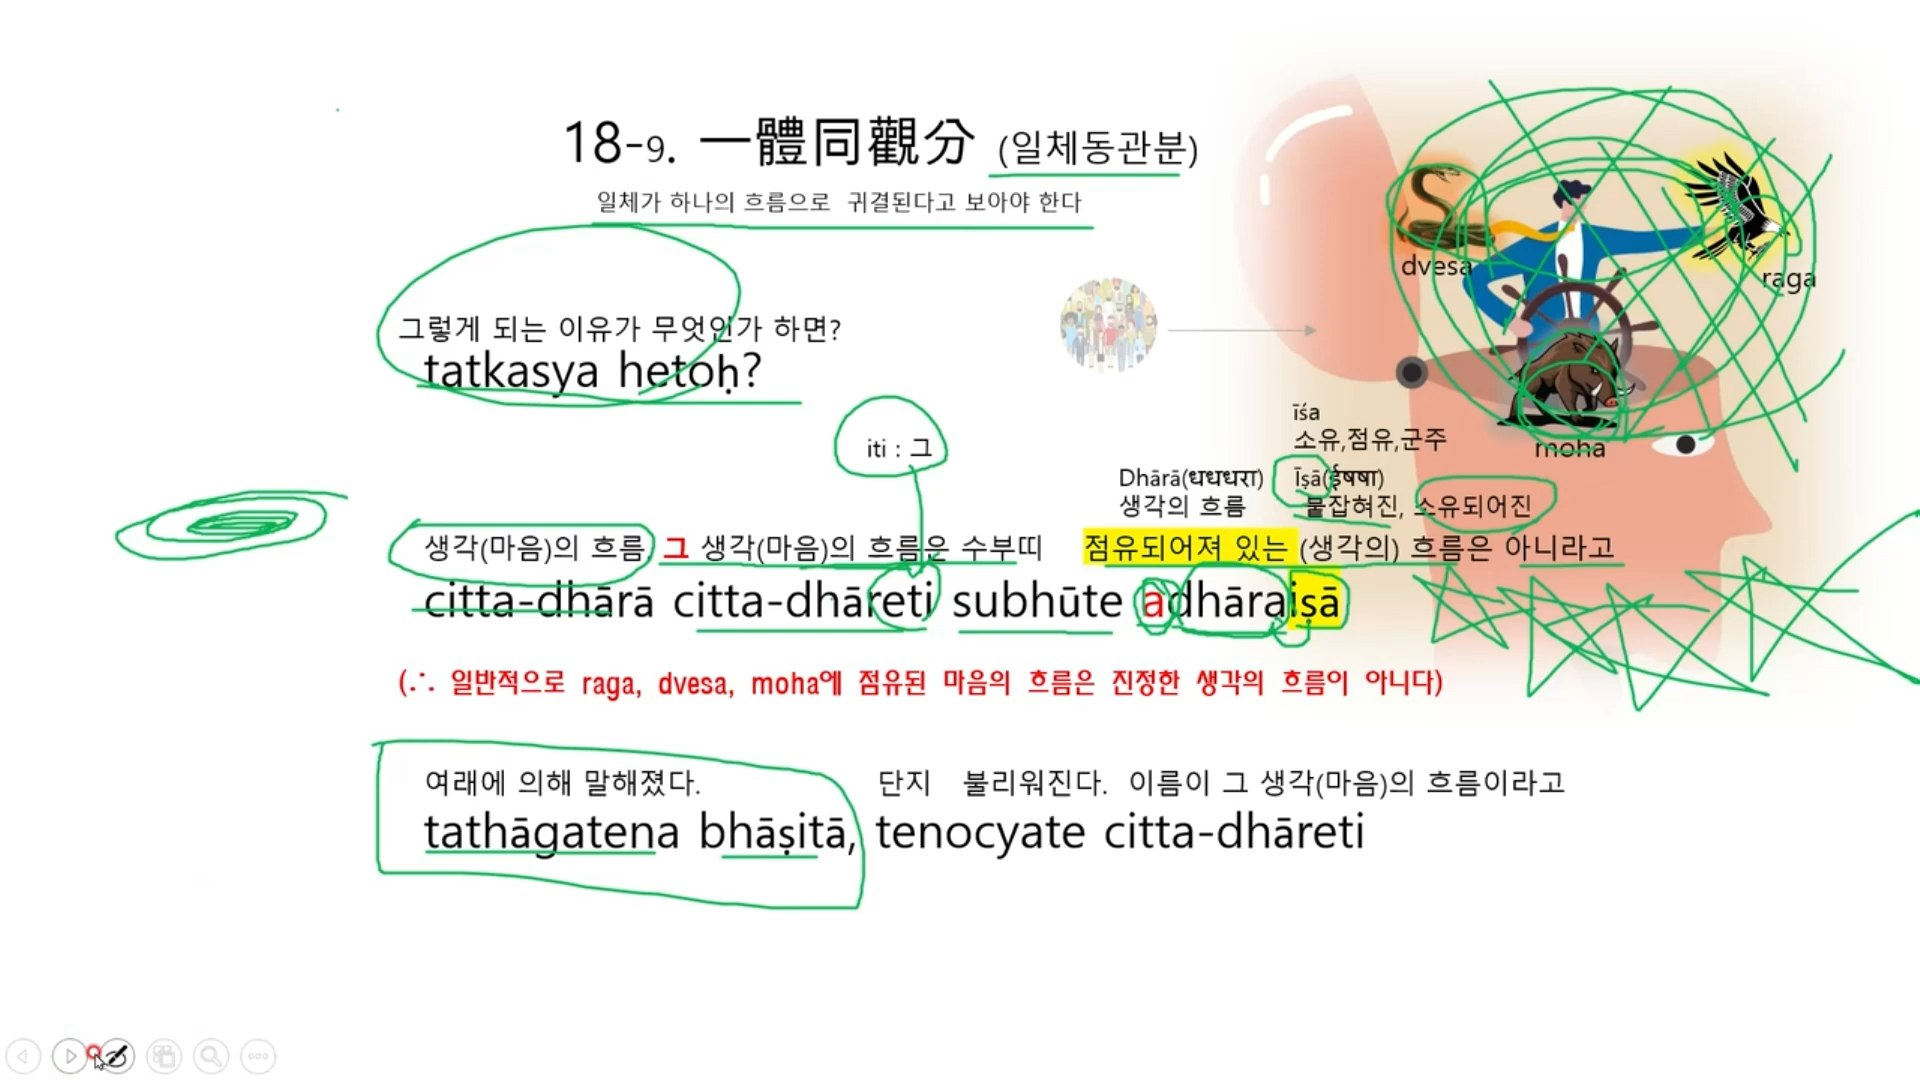 18-9. 一體同觀分 (일체동관분)
일체가 하나의 흐름으로 귀결된다고 보아야 한다
dvesa
raga
그렇게 되는 이유가 무엇인가 하면?
tatkasya hetoḥ?
moha
iti : 그
īśa
소유,점유,군주
Dhārā(धधधरा) Īṣā(ईषषा)
생각의 흐름 붙잡혀진, 소유되어진
생각(마음)의 흐름, 그 생각(마음)의 흐름은 수부띠 점유되어져 있는 (생각의) 흐름은 아니라고
citta-dhārā citta-dhāreti subhūte adhāraiṣā
(∴ 일반적으로 raga, dvesa, moha에 점유된 마음의 흐름은 진정한 생각의 흐름이 아니다)
여래에 의해 말해졌다. 단지 불리워진다. 이름이 그 생각(마음)의 흐름이라고
tathāgatena bhāṣitā, tenocyate citta-dhāreti